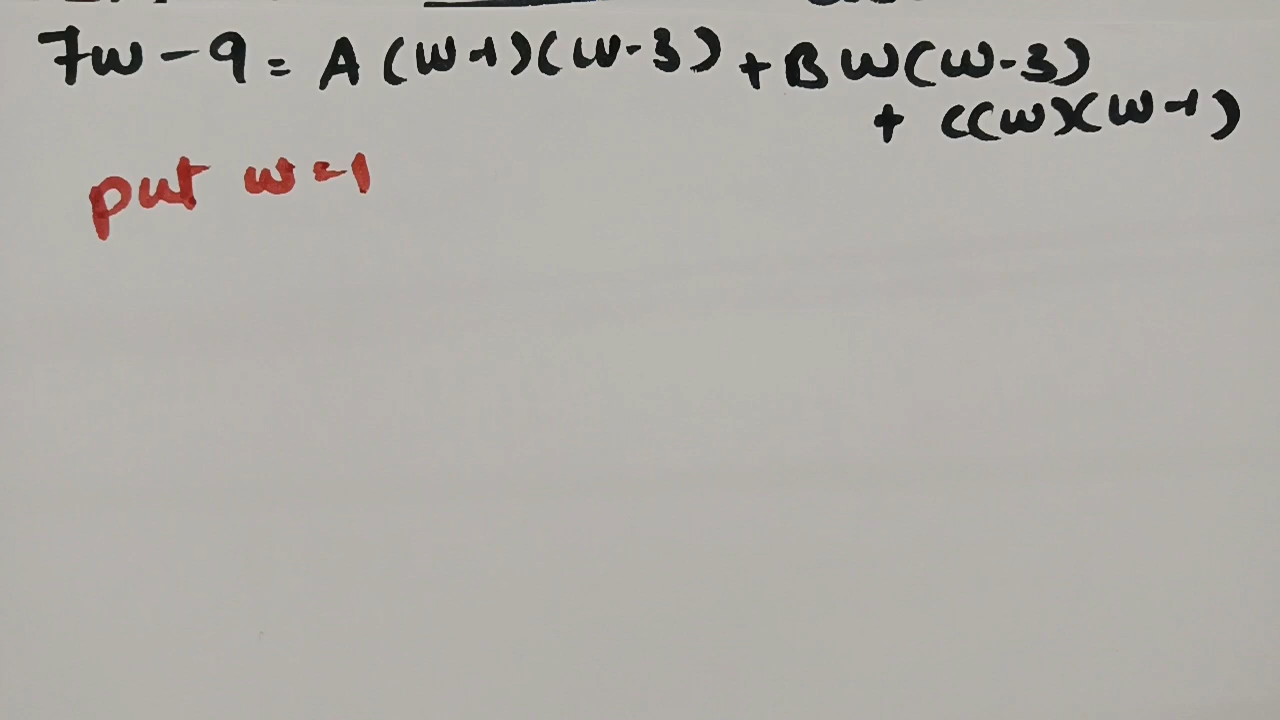 7w - 9 = A (w-1)(w-3) + B w(w-3)
+ C(w)(w-1)
put w=1